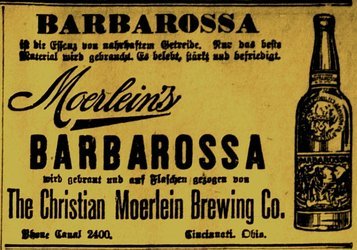 BARBAROSSA
ist die Essenz von nahrhaftem Getreide. Nur das beste
Material wird gebraucht. Es belebt, stärkt und befriedigt.
Moerlein's
BARBAROSSA
wird gebraut und auf Flaschen gezogen von
The Christian Moerlein Brewing Co.
Phone Canal 2400. Cincinnati. Ohio.
BARBAROSSA